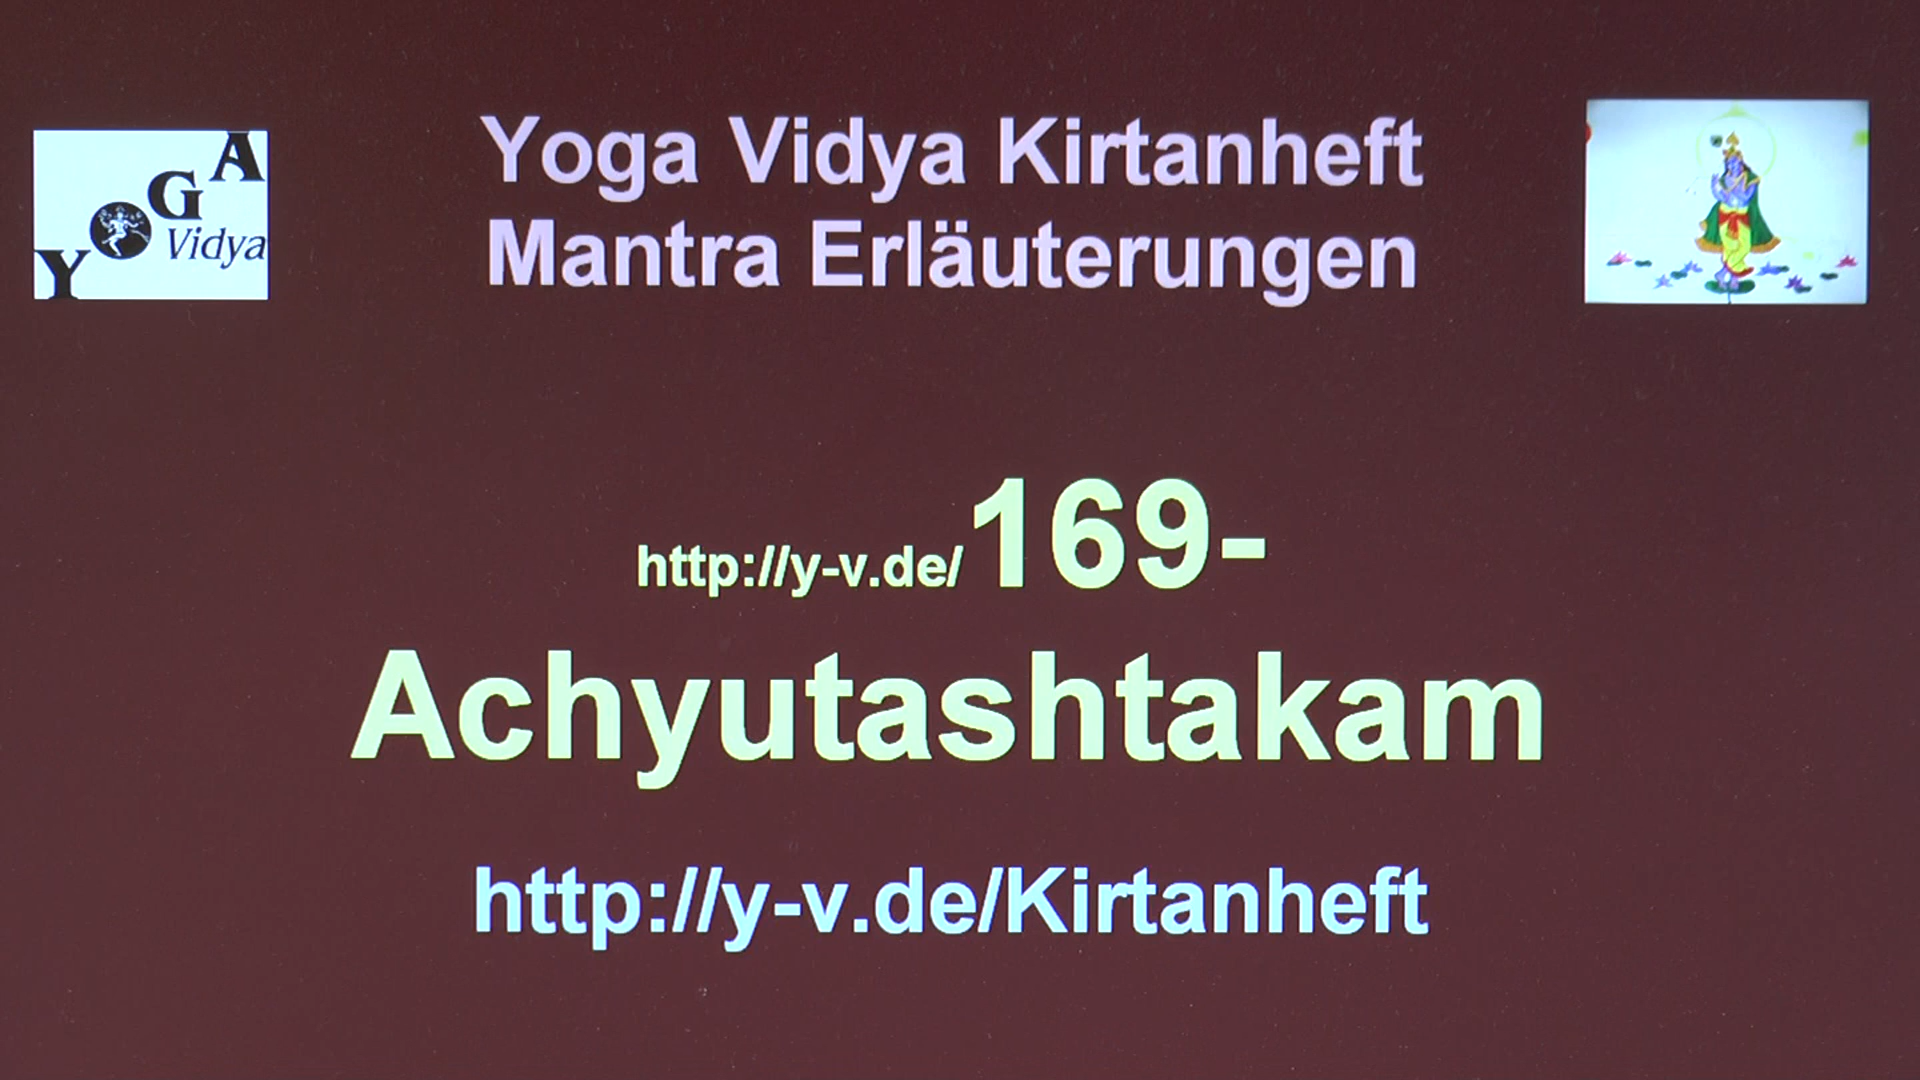 YOGA
Vidya
Yoga Vidya Kirtanheft
Mantra Erläuterungen
http://y-v.de/169-
Achyutashtakam
http://y-v.de/Kirtanheft